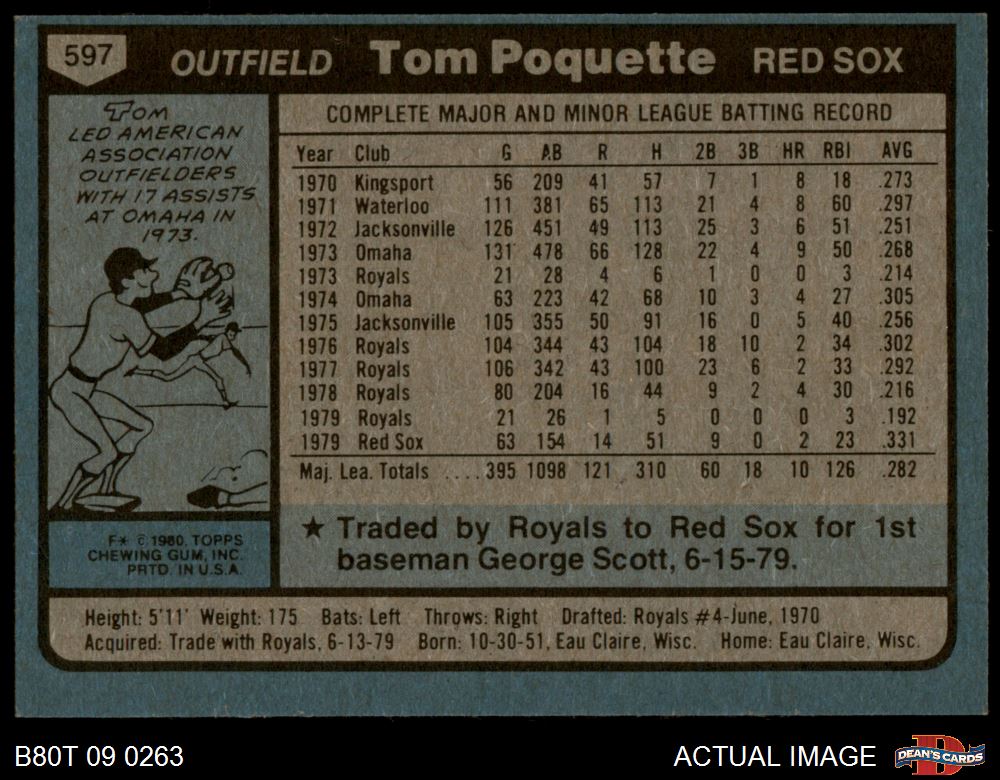 597 OUTFIELD Tom Poquette RED SOX
TOM
LED AMERICAN
ASSOCIATION
OUTFIELDERS
WITH 17 ASSISTS
AT OMAHA IN
1973.
F* © 1980, TOPPS
CHEWING GUM, INC.
PRTD. IN U.S.A.
COMPLETE MAJOR AND MINOR LEAGUE BATTING RECORD
Year Club G AB R H 2B 3B HR RBI AVG
1970 Kingsport 56 209 41 57 7 1 8 18 .273
1971 Waterloo 111 381 65 113 21 4 8 60 .297
1972 Jacksonville 126 451 49 113 25 3 6 51 .251
1973 Omaha 131 478 66 128 22 4 9 50 .268
1973 Royals 21 28 4 6 1 0 0 3 .214
1974 Omaha 63 223 42 68 10 3 4 27 .305
1975 Jacksonville 105 355 50 91 16 0 5 40 .256
1976 Royals 104 344 43 104 18 10 2 34 .302
1977 Royals 106 342 43 100 23 6 2 33 .292
1978 Royals 80 204 16 44 9 2 4 30 .216
1979 Royals 21 26 1 5 0 0 0 3 .192
1979 Red Sox 63 154 14 51 9 0 2 23 .331
Maj. Lea. Totals .... 395 1098 121 310 60 18 10 126 .282
★ Traded by Royals to Red Sox for 1st
baseman George Scott, 6-15-79.
Height: 5'11' Weight: 175 Bats: Left Throws: Right Drafted: Royals #4-June, 1970
Acquired: Trade with Royals, 6-13-79 Born: 10-30-51, Eau Claire, Wisc. Home: Eau Claire, Wisc.
B80T 09 0263 ACTUAL IMAGE DEAN'S CARDS